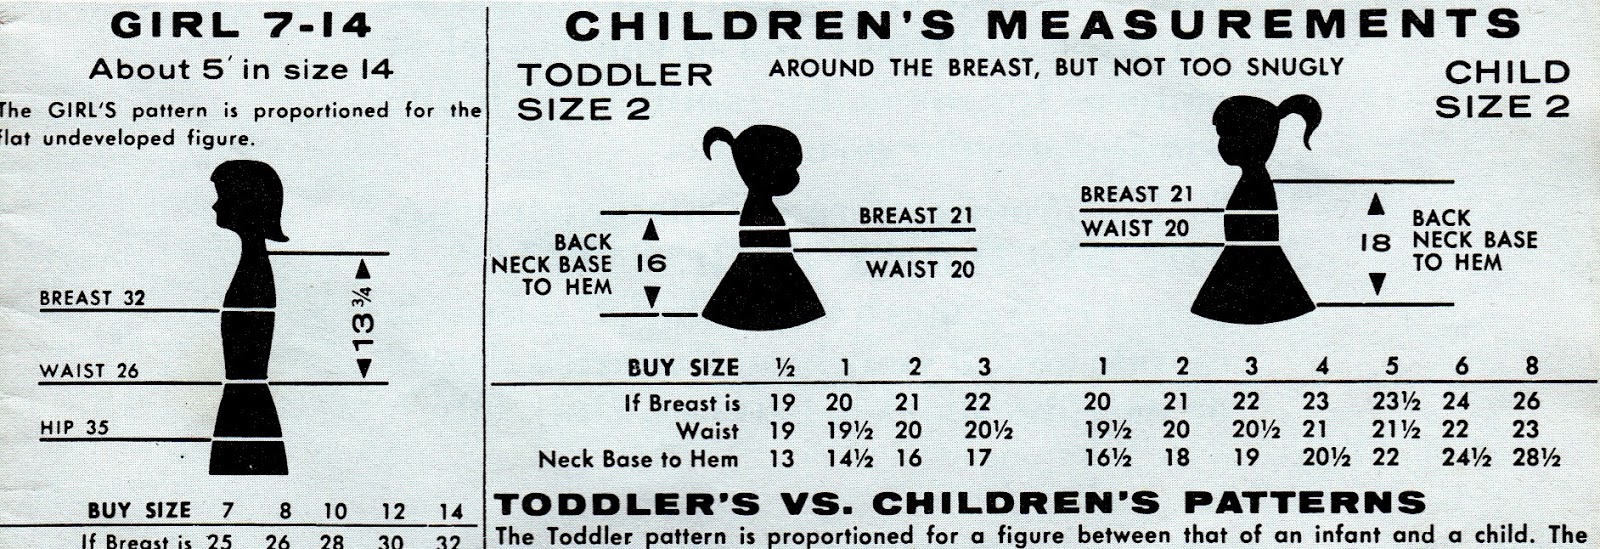 GIRL 7-14
About 5' in size 14
The GIRL'S pattern is proportioned for the
flat undeveloped figure.
BREAST 32
13 ¾
WAIST 26
HIP 35
BUY SIZE 7 8 10 12 14
If Breast is 25 26 28 30 32
CHILDREN'S MEASUREMENTS
AROUND THE BREAST, BUT NOT TOO SNUGLY
TODDLER
SIZE 2
BACK
NECK BASE
TO HEM
16
BREAST 21
WAIST 20
CHILD
SIZE 2
BREAST 21
WAIST 20
18
BACK
NECK BASE
TO HEM
BUY SIZE ½ 1 2 3 1 2 3 4 5 6 8
If Breast is 19 20 21 22 20 21 22 23 23½ 24 26
Waist 19 19½ 20 20½ 19½ 20 20½ 21 21½ 22 23
Neck Base to Hem 13 14½ 16 17 16½ 18 19 20½ 22 24½ 28½
TODDLER'S VS. CHILDREN'S PATTERNS
The Toddler pattern is proportioned for a figure between that of an infant and a child. The